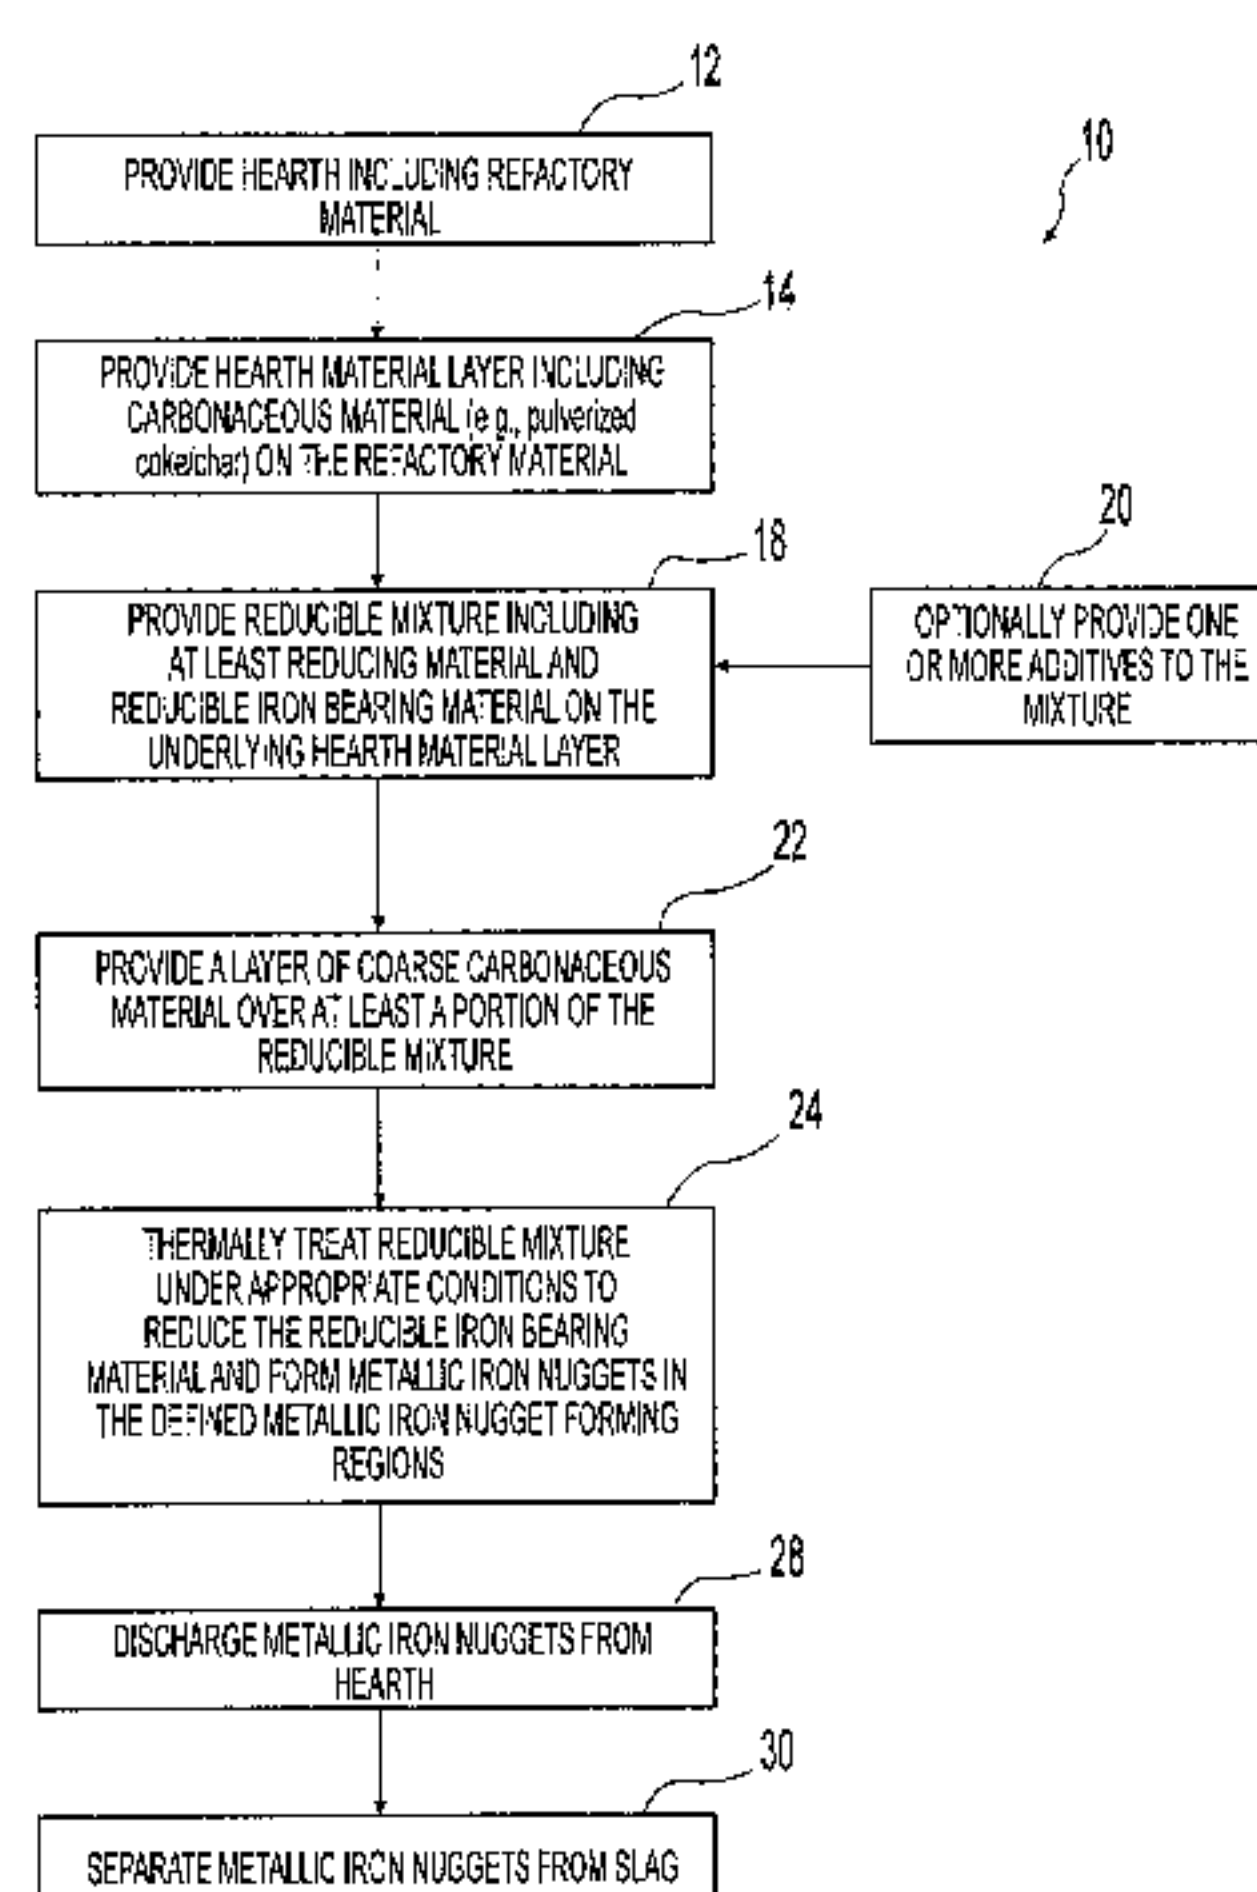 12
10
PROVIDE HEARTH INCLUDING REFACTORY
MATERIAL
14
PROVIDE HEARTH MATERIAL LAYER INCLUDING
CARBONACEOUS MATERIAL (e.g., pulverized
coke/char) ON THE REFACTORY MATERIAL
18
20
PROVIDE REDUCIBLE MIXTURE INCLUDING
AT LEAST REDUCING MATERIAL AND
REDUCIBLE IRON BEARING MATERIAL ON THE
UNDERLYING HEARTH MATERIAL LAYER
OPTIONALLY PROVIDE ONE
OR MORE ADDITIVES TO THE
MIXTURE
22
PROVIDE A LAYER OF COARSE CARBONACEOUS
MATERIAL OVER AT LEAST A PORTION OF THE
REDUCIBLE MIXTURE
24
THERMALLY TREAT REDUCIBLE MIXTURE
UNDER APPROPRIATE CONDITIONS TO
REDUCE THE REDUCIBLE IRON BEARING
MATERIAL AND FORM METALLIC IRON NUGGETS IN
THE DEFINED METALLIC IRON NUGGET FORMING
REGIONS
28
DISCHARGE METALLIC IRON NUGGETS FROM
HEARTH
30
SEPARATE METALLIC IRON NUGGETS FROM SLAG